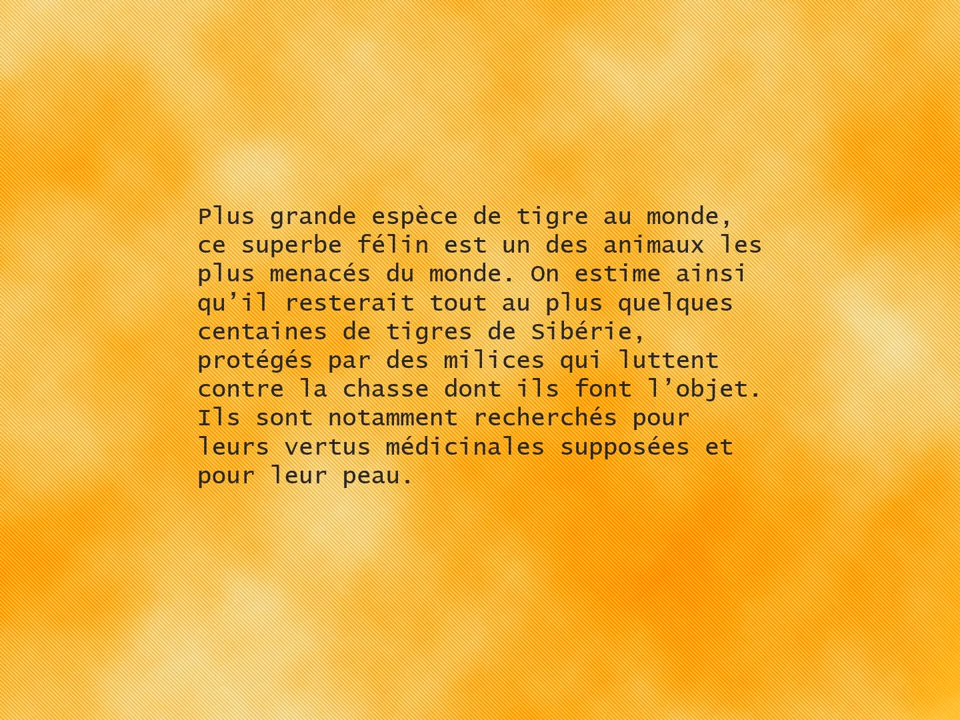 Plus grande espèce de tigre au monde,
ce superbe félin est un des animaux les
plus menacés du monde. On estime ainsi
qu’il resterait tout au plus quelques
centaines de tigres de Sibérie,
protégés par des milices qui luttent
contre la chasse dont ils font l’objet.
Ils sont notamment recherchés pour
leurs vertus médicinales supposées et
pour leur peau.